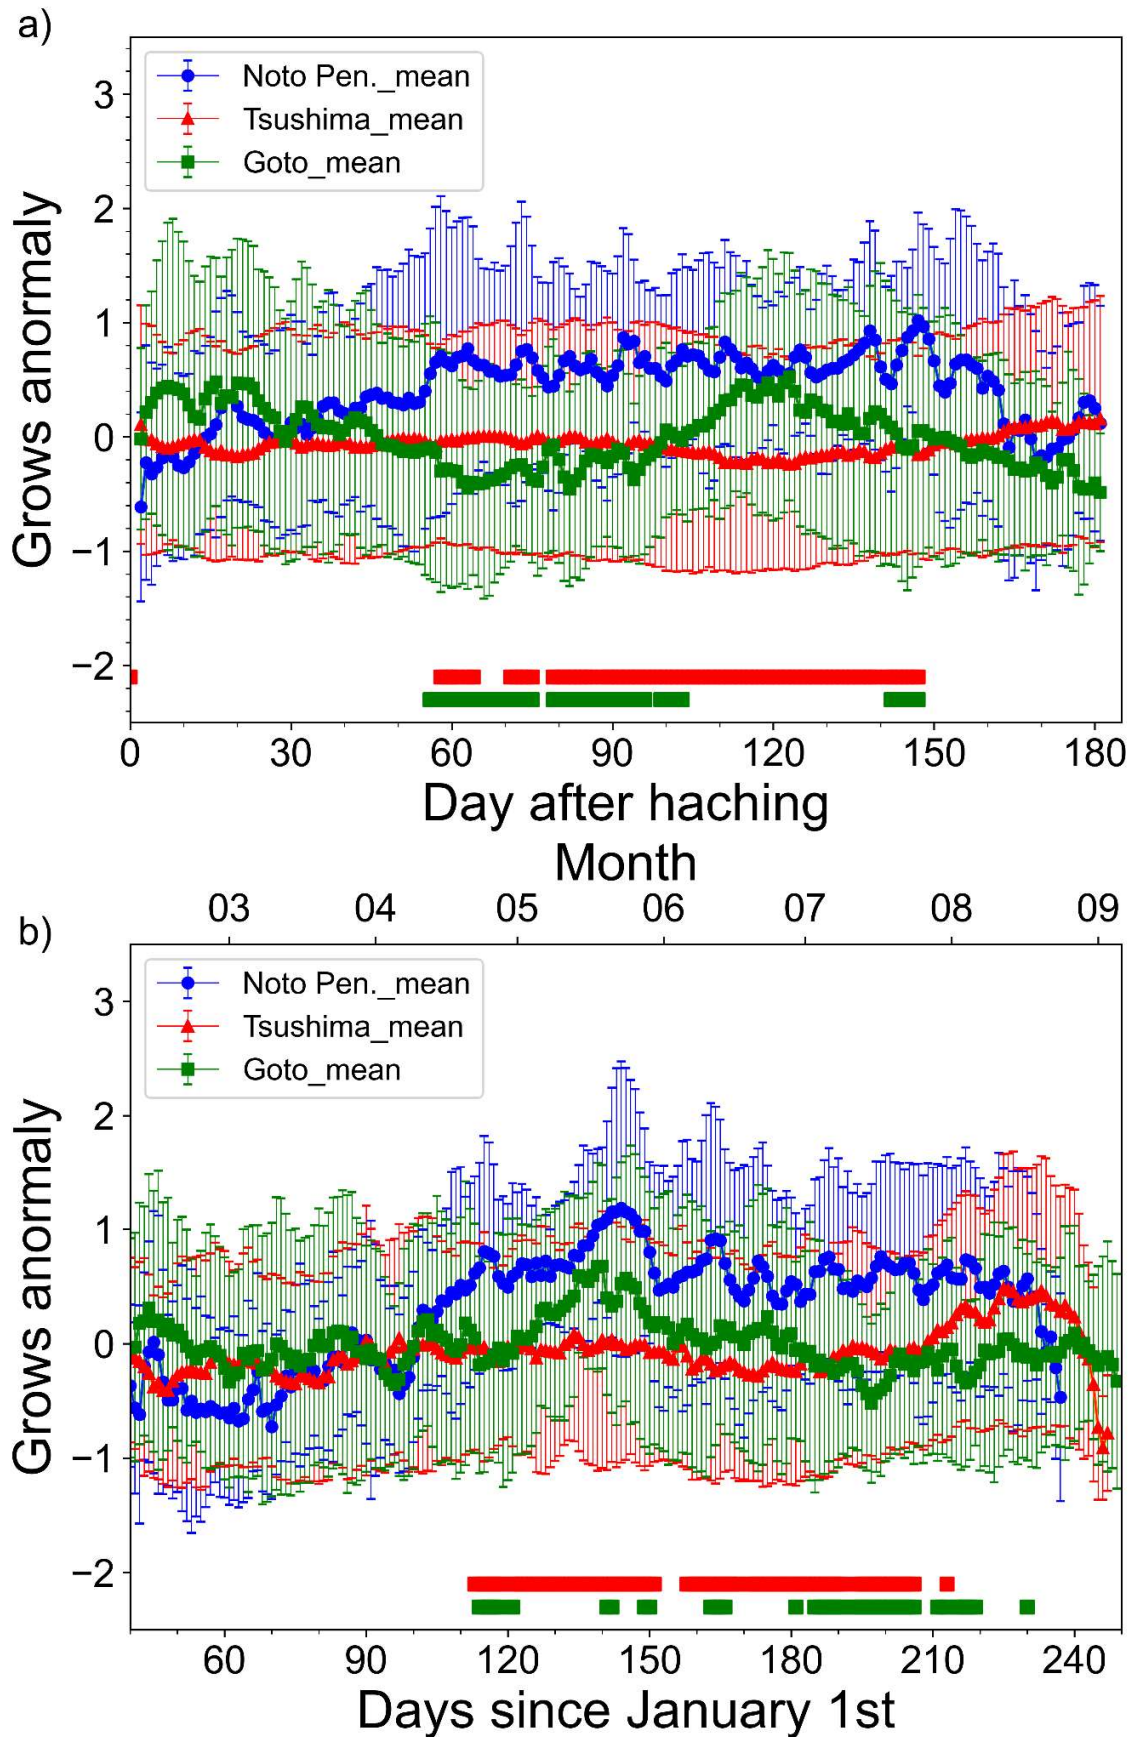 a)
Noto Pen._mean
Tsushima_mean
Goto_mean
Grows anormaly
3
2
1
0
−1
−2
0 30 60 90 120 150 180
Day after haching
Month
03 04 05 06 07 08 09
b)
Noto Pen._mean
Tsushima_mean
Goto_mean
Grows anormaly
3
2
1
0
−1
−2
60 90 120 150 180 210 240
Days since January 1st